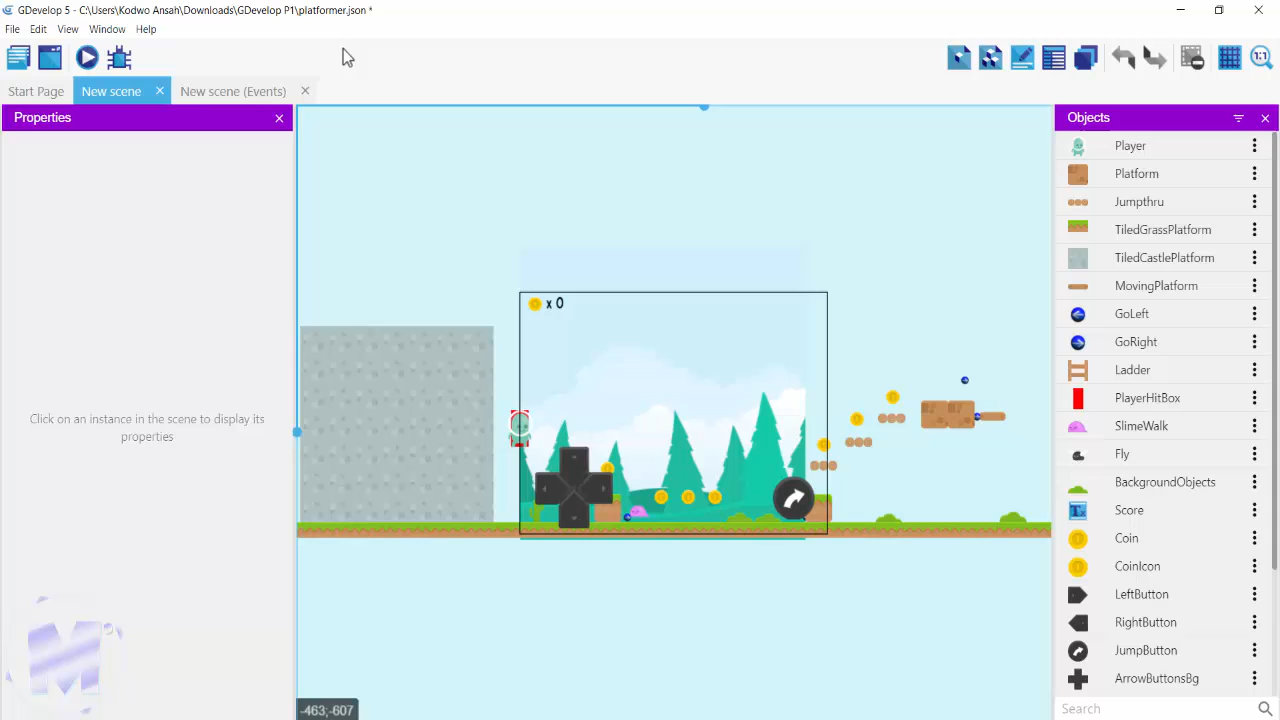 GDevelop 5 - C:\Users\Kodwo Ansah\Downloads\GDevelop P1\platformer.json *
File Edit View Window Help
1:1
Start Page New scene New scene (Events)
Properties
Click on an instance in the scene to display its
properties
x 0
-463;-607
Objects
Player
Platform
Jumpthru
TiledGrassPlatform
TiledCastlePlatform
MovingPlatform
GoLeft
GoRight
Ladder
PlayerHitBox
SlimeWalk
Fly
BackgroundObjects
Score
Coin
CoinIcon
LeftButton
RightButton
JumpButton
ArrowButtonsBg
Search